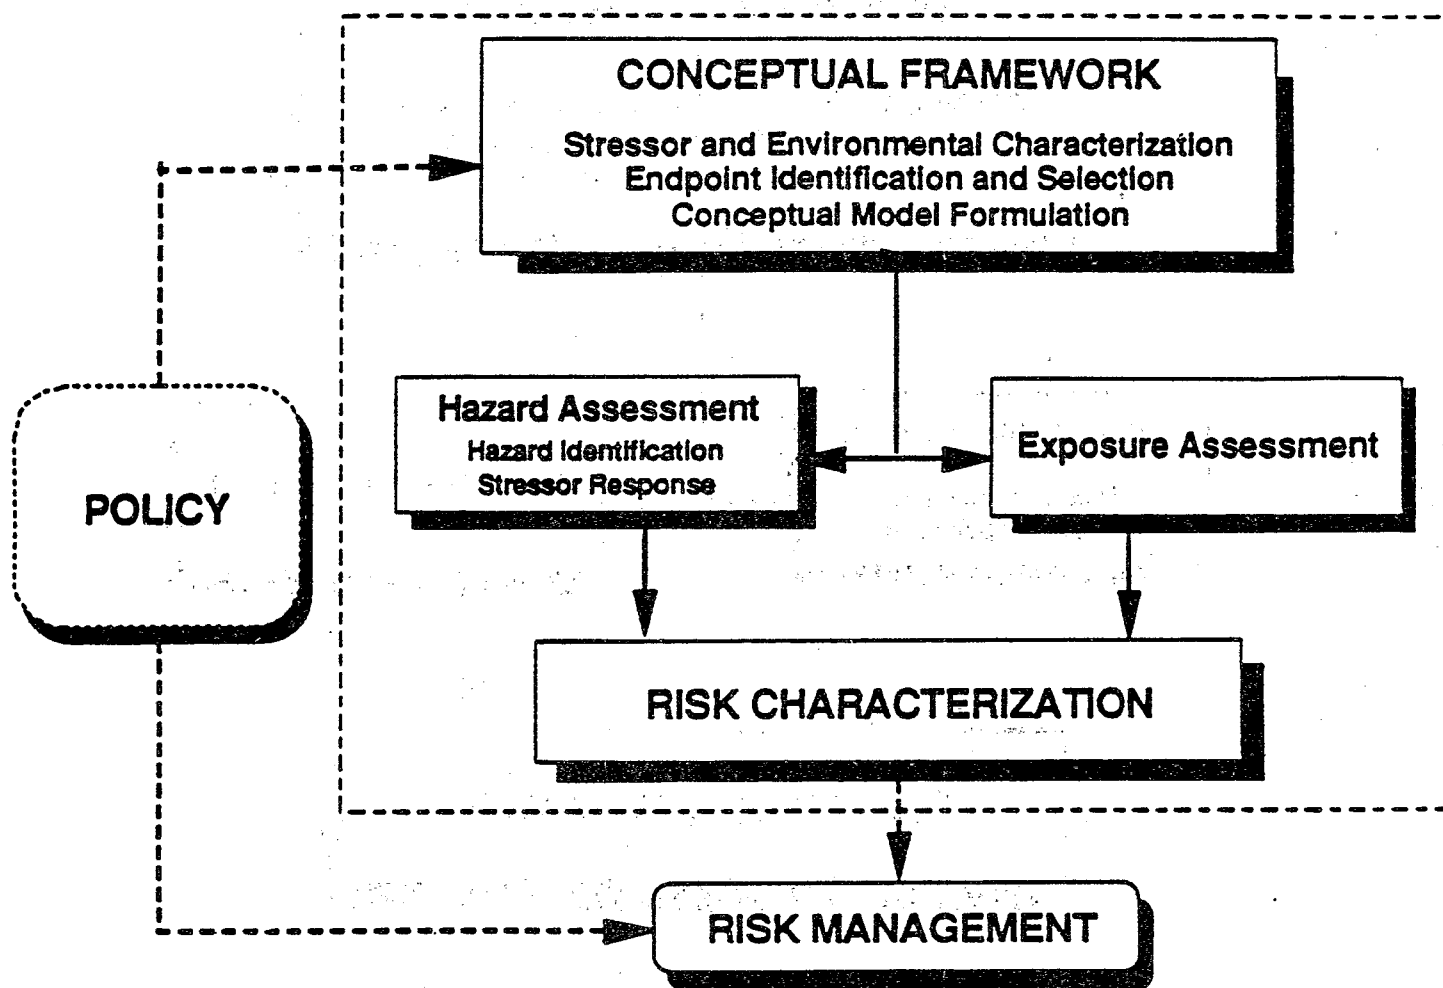 CONCEPTUAL FRAMEWORK
Stressor and Environmental Characterization
Endpoint Identification and Selection
Conceptual Model Formulation
Hazard Assessment
Hazard Identification
Stressor Response
Exposure Assessment
POLICY
RISK CHARACTERIZATION
RISK MANAGEMENT